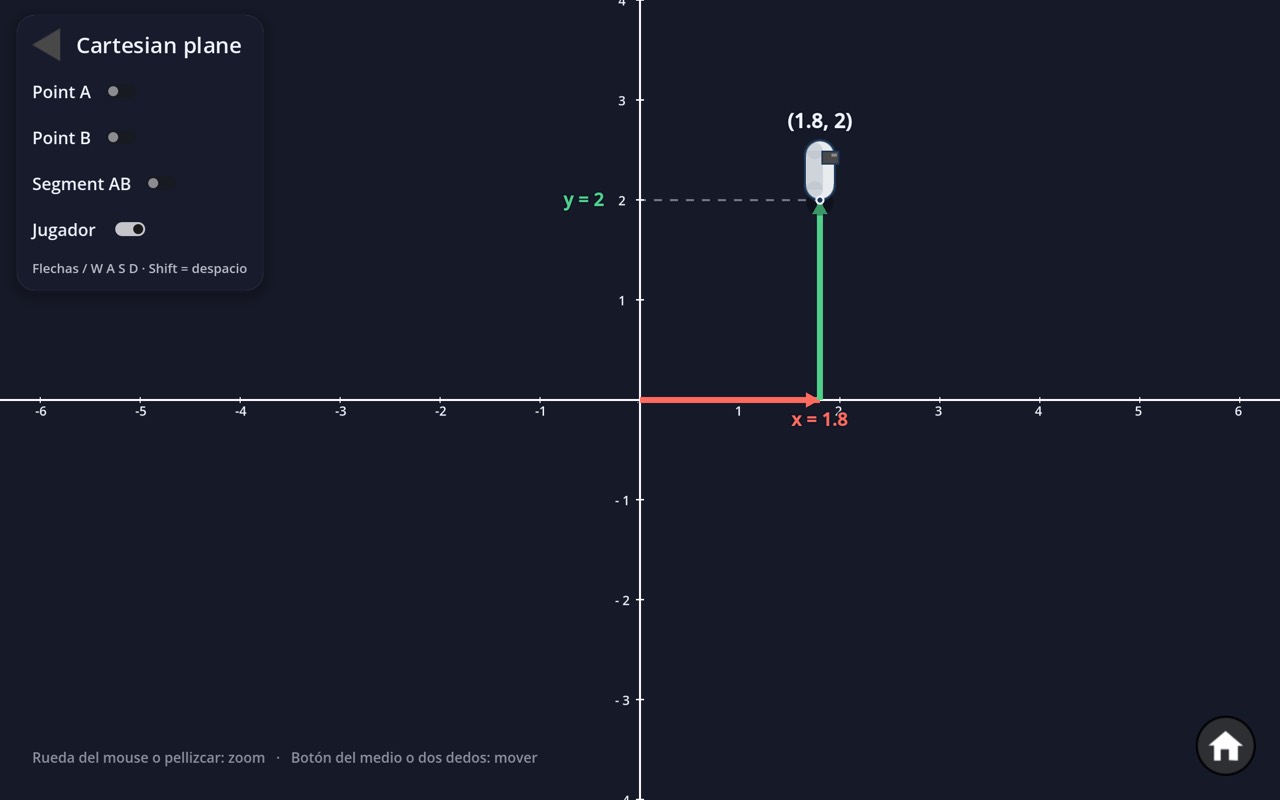 4
Cartesian plane
Point A
3
(1.8, 2)
Point B
Segment AB
y = 2
2
Jugador
Flechas / W A S D · Shift = despacio
1
-6
-5
-4
-3
-2
-1
1
2
3
4
5
6
x = 1.8
- 1
- 2
- 3
Rueda del mouse o pellizcar: zoom · Botón del medio o dos dedos: mover